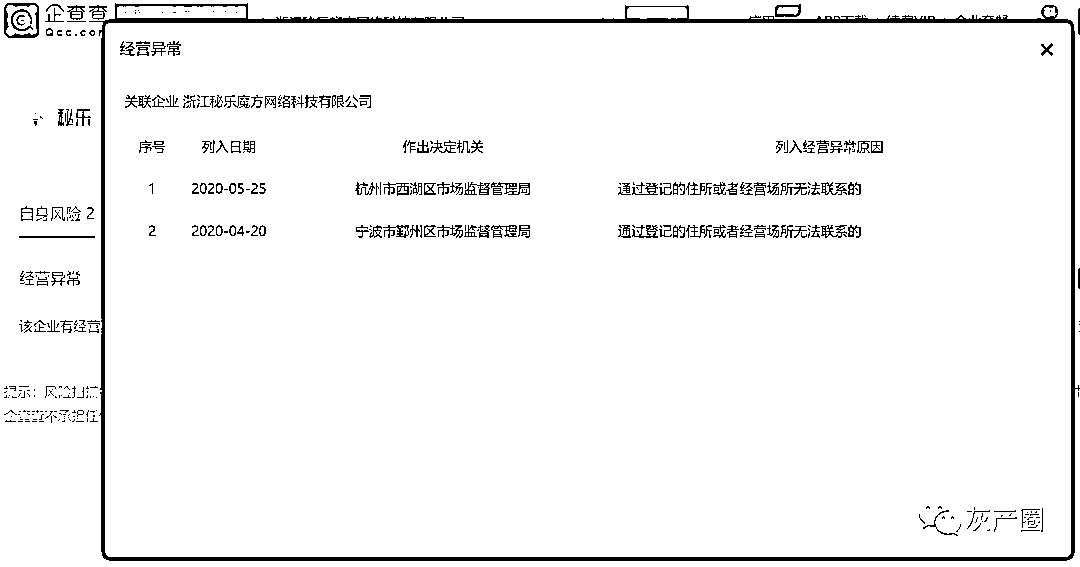 企查查
Qcc.com
经营异常
关联企业 浙江秘乐魔方网络科技有限公司
秘乐
序号 列入日期 作出决定机关 列入经营异常原因
1 2020-05-25 杭州市西湖区市场监督管理局 通过登记的住所或者经营场所无法联系的
2 2020-04-20 宁波市鄞州区市场监督管理局 通过登记的住所或者经营场所无法联系的
自身风险 2
经营异常
该企业有经营
提示：风险扫描
企查查不承担任
灰产圈